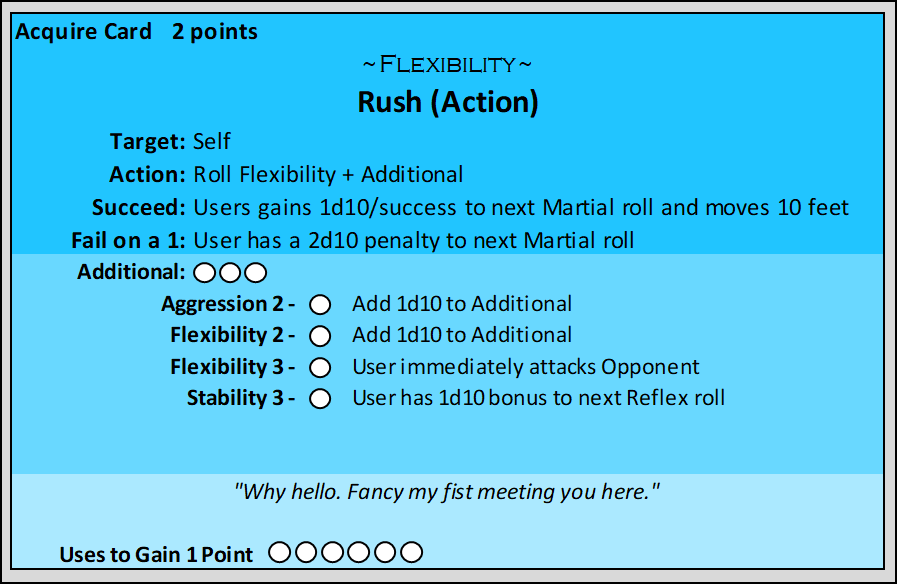 Acquire Card 2 points
~FLEXIBILITY~
Rush (Action)
Target: Self
Action: Roll Flexibility + Additional
Succeed: Users gains 1d10/success to next Martial roll and moves 10 feet
Fail on a 1: User has a 2d10 penalty to next Martial roll
Additional:
Aggression 2 - Add 1d10 to Additional
Flexibility 2 - Add 1d10 to Additional
Flexibility 3 - User immediately attacks Opponent
Stability 3 - User has 1d10 bonus to next Reflex roll
"Why hello. Fancy my fist meeting you here."
Uses to Gain 1 Point